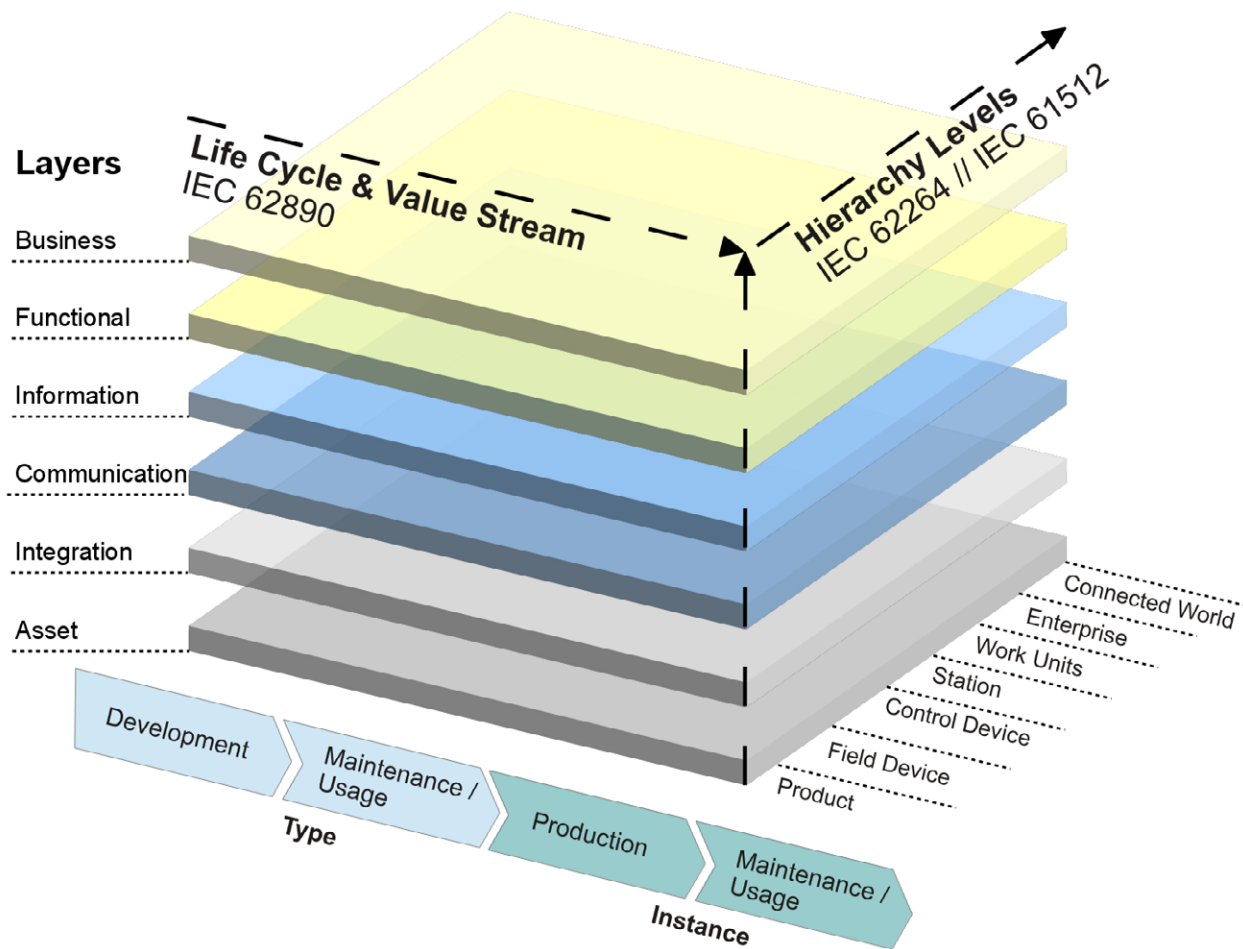 Layers
Life Cycle & Value Stream
IEC 62890
Hierarchy Levels
IEC 62264 // IEC 61512
Business
Functional
Information
Communication
Integration
Asset
Connected World
Enterprise
Work Units
Station
Control Device
Field Device
Product
Development
Maintenance /
Usage
Type
Production
Maintenance /
Usage
Instance